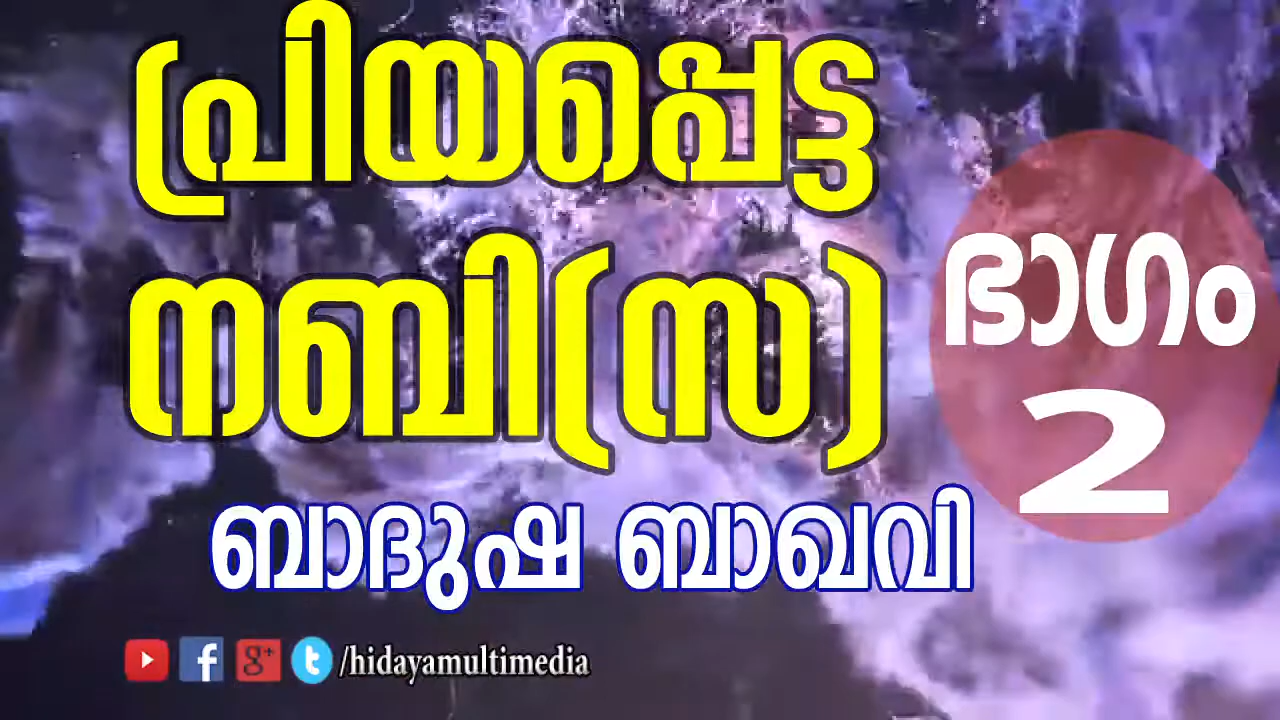 പ്രിയപ്പെട്ട
നബി(സ)
ഭാഗം
2
ബാദുഷ ബാഖവി
/hidayamultimedia